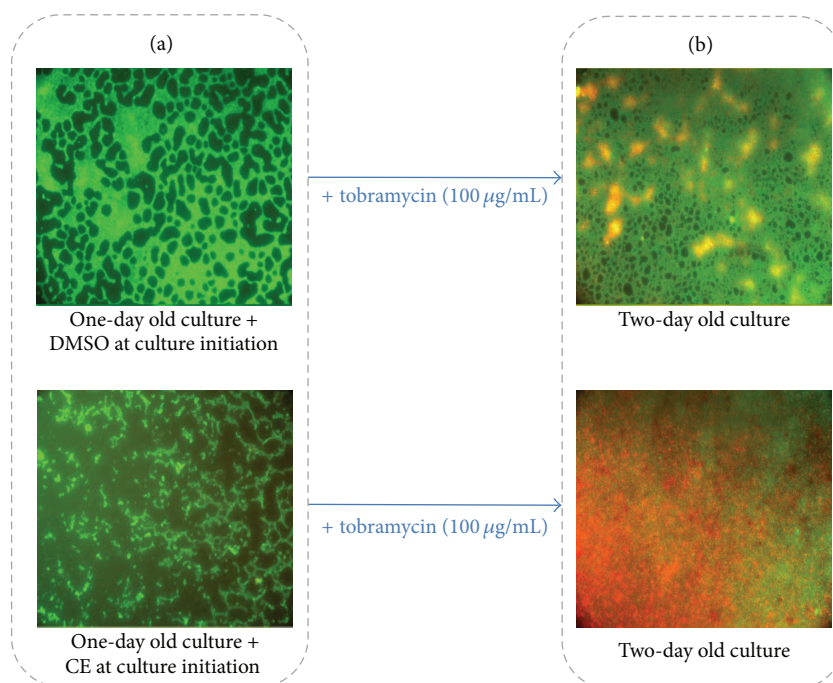 (a)
(b)
+ tobramycin (100 μg/mL)
One-day old culture +
DMSO at culture initiation
Two-day old culture
+ tobramycin (100 μg/mL)
One-day old culture +
CE at culture initiation
Two-day old culture